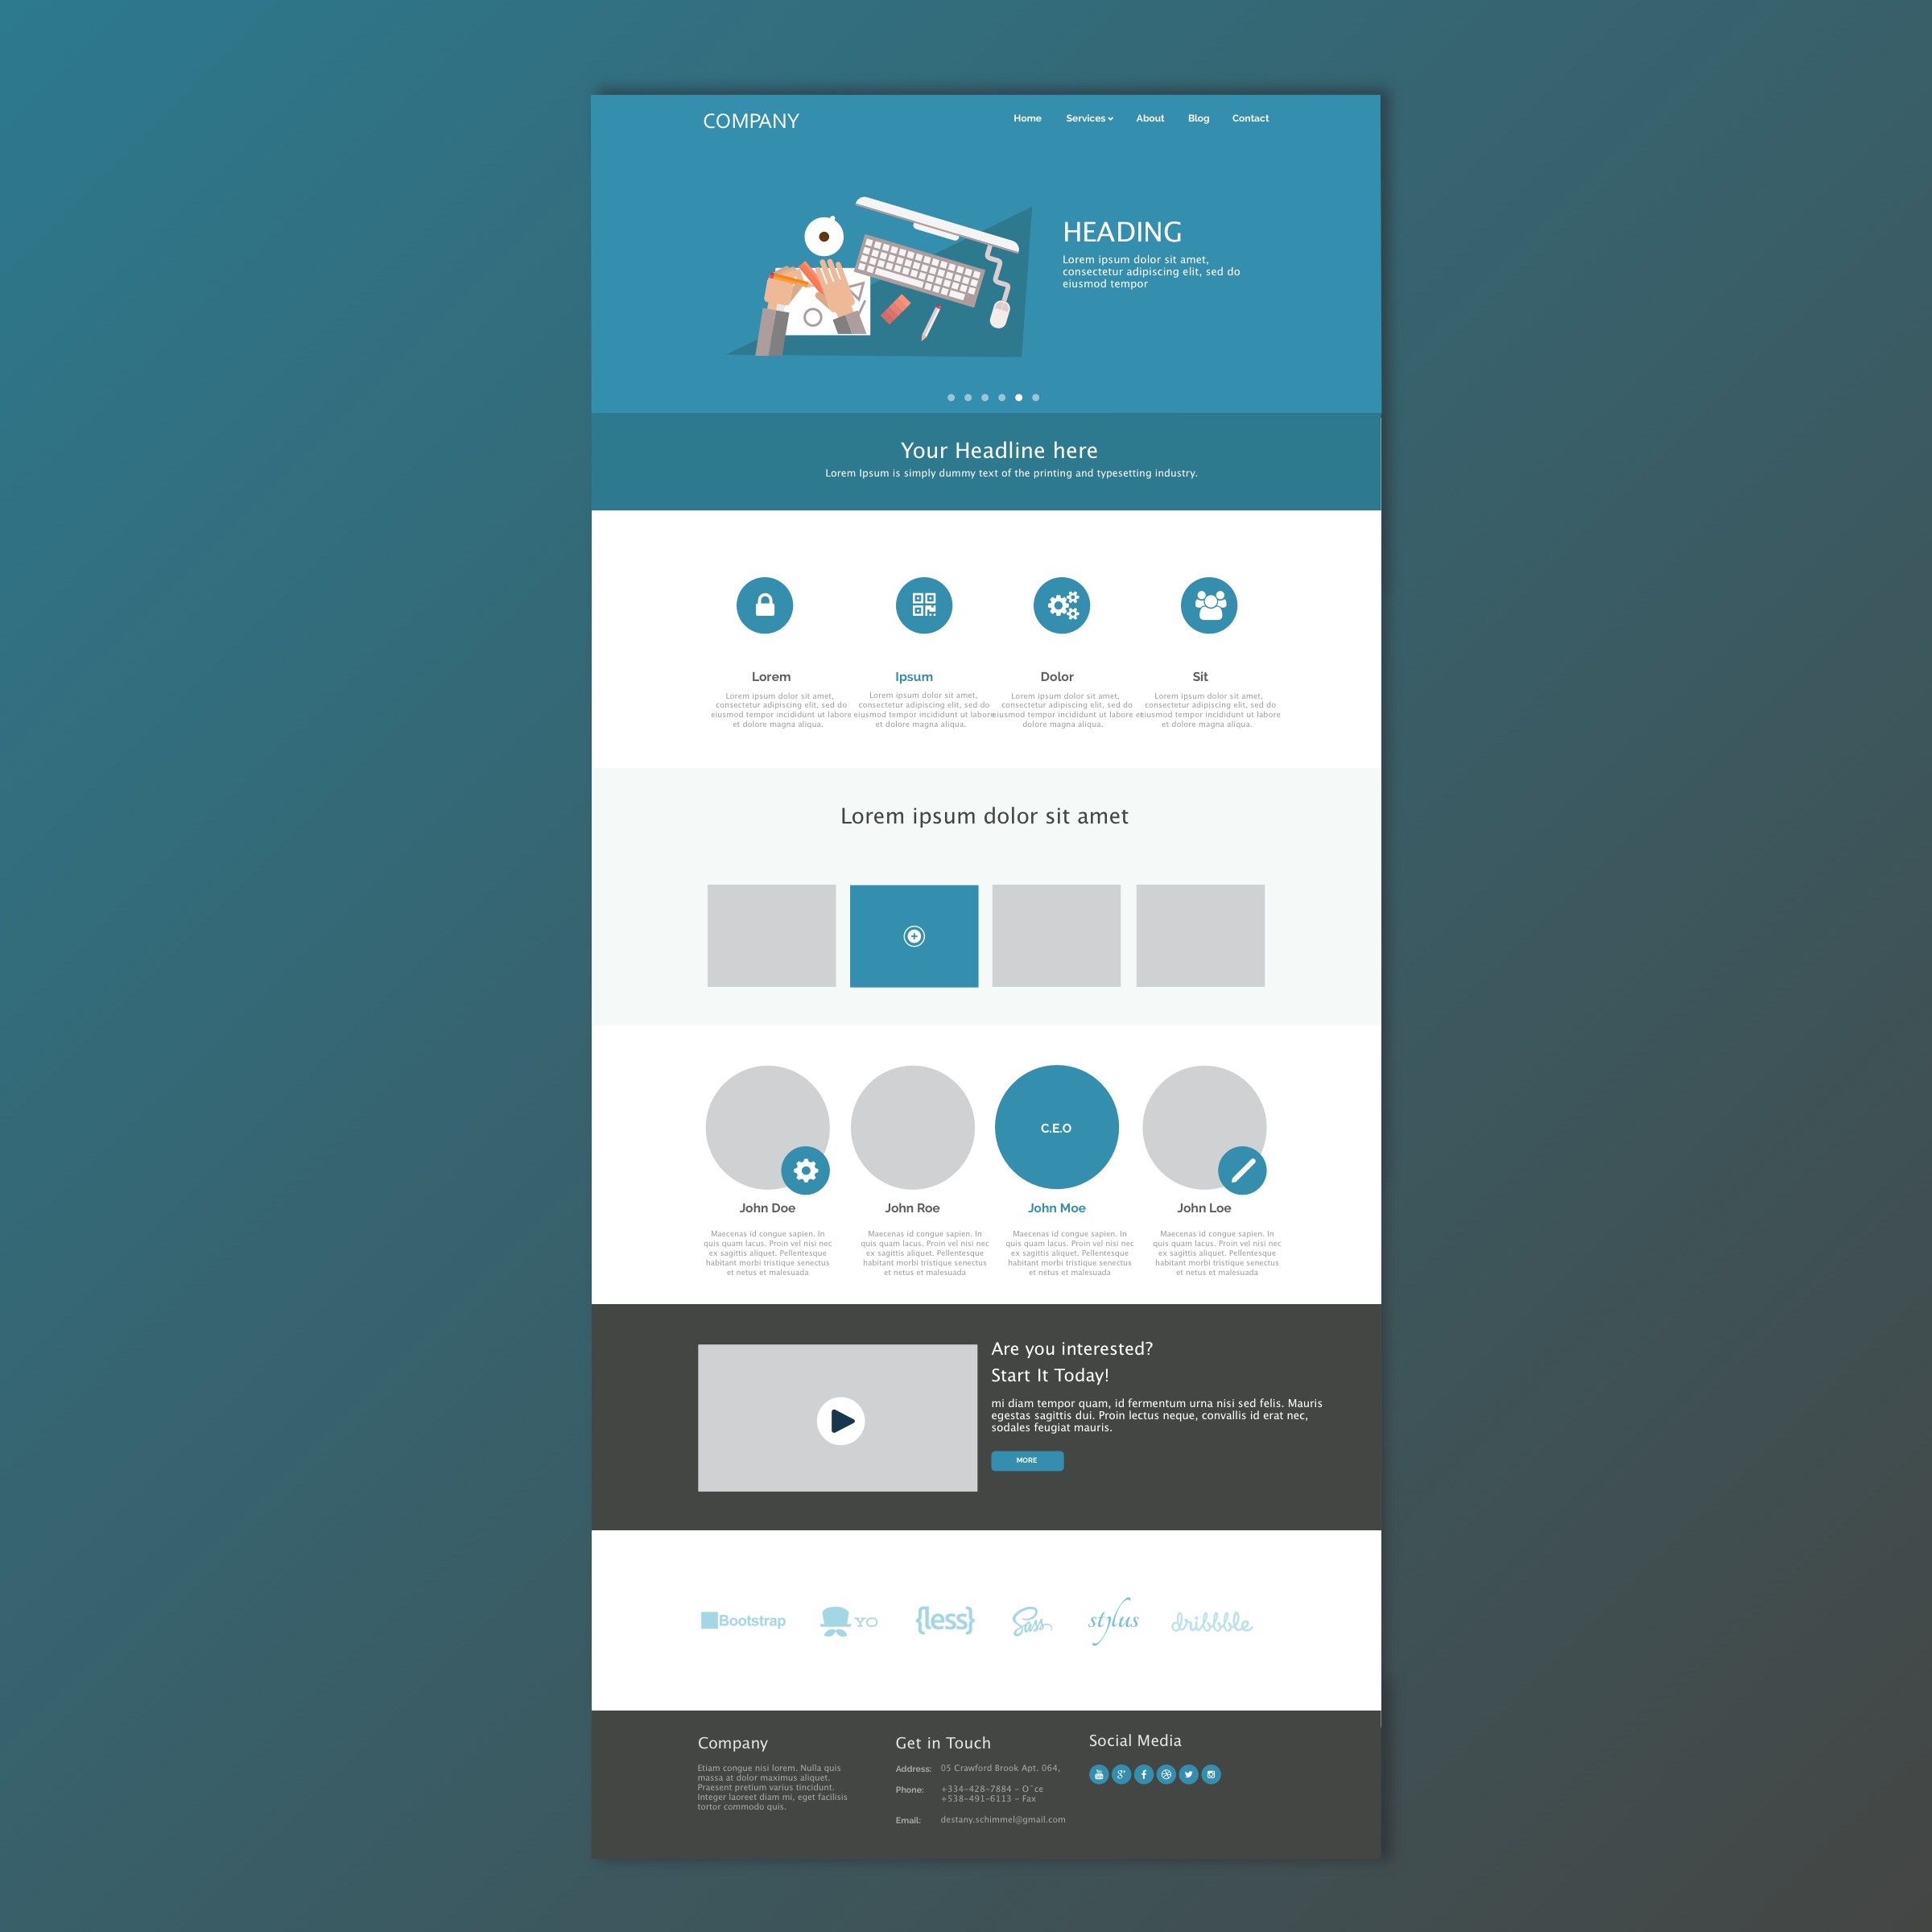 COMPANY
Home Services About Blog Contact
HEADING
Lorem ipsum dolor sit amet,
consectetur adipiscing elit, sed do
eiusmod tempor
Your Headline here
Lorem Ipsum is simply dummy text of the printing and typesetting industry.
Lorem
Lorem ipsum dolor sit amet,
consectetur adipiscing elit, sed do
eiusmod tempor incididunt ut labore
et dolore magna aliqua.
Ipsum
Lorem ipsum dolor sit amet,
consectetur adipiscing elit, sed do
eiusmod tempor incididunt ut labore
et dolore magna aliqua.
Dolor
Lorem ipsum dolor sit amet,
consectetur adipiscing elit, sed do
eiusmod tempor incididunt ut labore et
dolore magna aliqua.
Sit
Lorem ipsum dolor sit amet,
consectetur adipiscing elit, sed do
eiusmod tempor incididunt ut labore
et dolore magna aliqua.
Lorem ipsum dolor sit amet
C.E.O
John Doe
Maecenas id congue sapien. In
quis quam lacus. Proin vel nisi nec
ex sagittis aliquet. Pellentesque
habitant morbi tristique senectus
et netus et malesuada
John Roe
Maecenas id congue sapien. In
quis quam lacus. Proin vel nisi nec
ex sagittis aliquet. Pellentesque
habitant morbi tristique senectus
et netus et malesuada
John Moe
Maecenas id congue sapien. In
quis quam lacus. Proin vel nisi nec
ex sagittis aliquet. Pellentesque
habitant morbi tristique senectus
et netus et malesuada
John Loe
Maecenas id congue sapien. In
quis quam lacus. Proin vel nisi nec
ex sagittis aliquet. Pellentesque
habitant morbi tristique senectus
et netus et malesuada
Are you interested?
Start It Today!
mi diam tempor quam, id fermentum urna nisi sed felis. Mauris
egestas sagittis dui. Proin lectus neque, convallis id erat nec,
sodales feugiat mauris.
MORE
Bootstrap YO {less} Sass stylus dribbble
Company
Etiam congue nisi lorem. Nulla quis
massa at dolor maximus aliquet.
Praesent pretium varius tincidunt.
Integer laoreet diam mi, eget facilisis
tortor commodo quis.
Get in Touch
Address: 05 Crawford Brook Apt. 064,
Phone: +334-428-7884 - O˜ce
+538-491-6113 - Fax
Email: destany.schimmel@gmail.com
Social Media